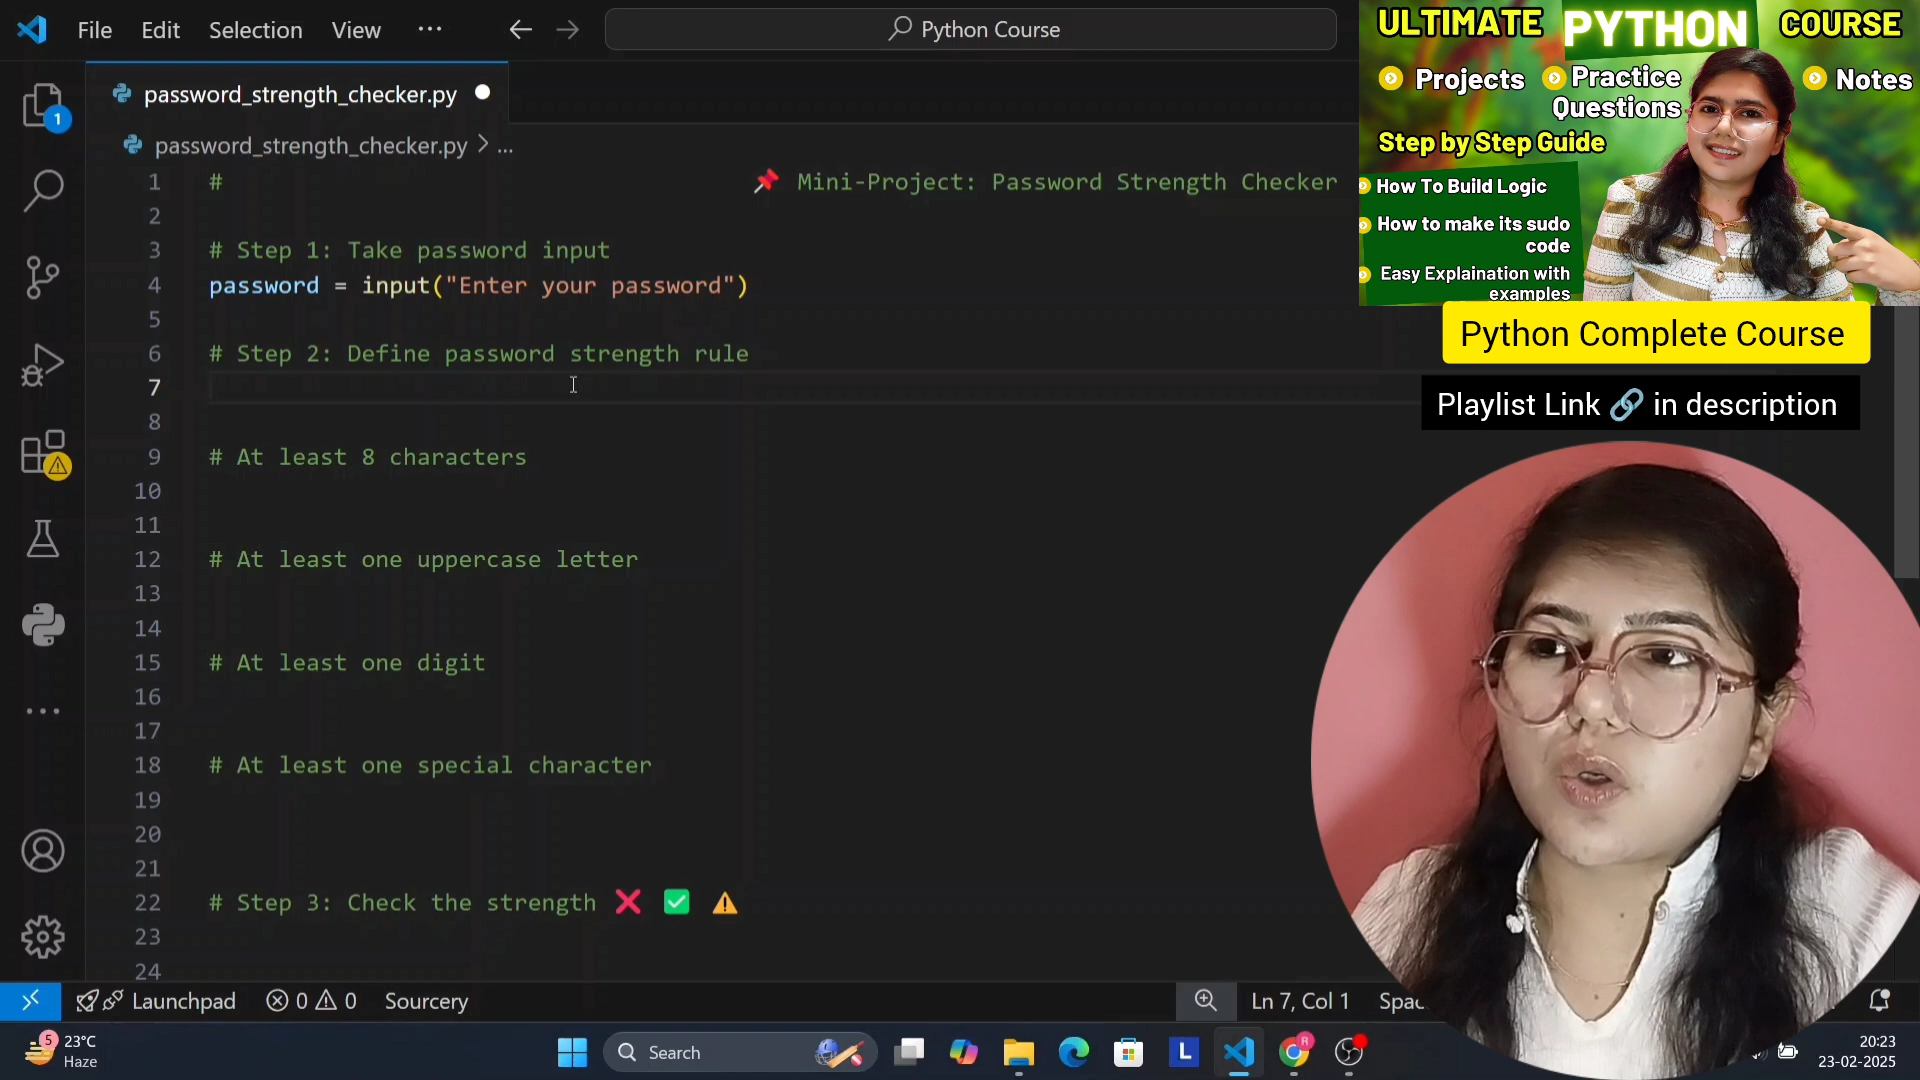 File Edit View ...
Python Course
password_strength_checker.py
password_strength_checker.py > ...
1 # 📌 Mini-Project: Password Strength Checker
2
3 # Step 1: Take password input
4 password = input("Enter your password")
5
6 # Step 2: Define password strength rule
7
8
9 # At least 8 characters
10
11
12 # At least one uppercase letter
13
14
15 # At least one digit
16
17
18 # At least one special character
19
20
21
22 # Step 3: Check the strength ❌ ✅ ⚠
23
24
1
ULTIMATE PYTHON COURSE
Projects
Practice Questions
Notes
Step by Step Guide
How To Build Logic
How to make its sudo
code
Easy Explaination with
examples
Python Complete Course
Playlist Link 🔗 in description
Launchpad 0 0 Sourcery
Ln 7, Col 1
5
23°C
Haze
Search
L
R
20:23
23-02-2025